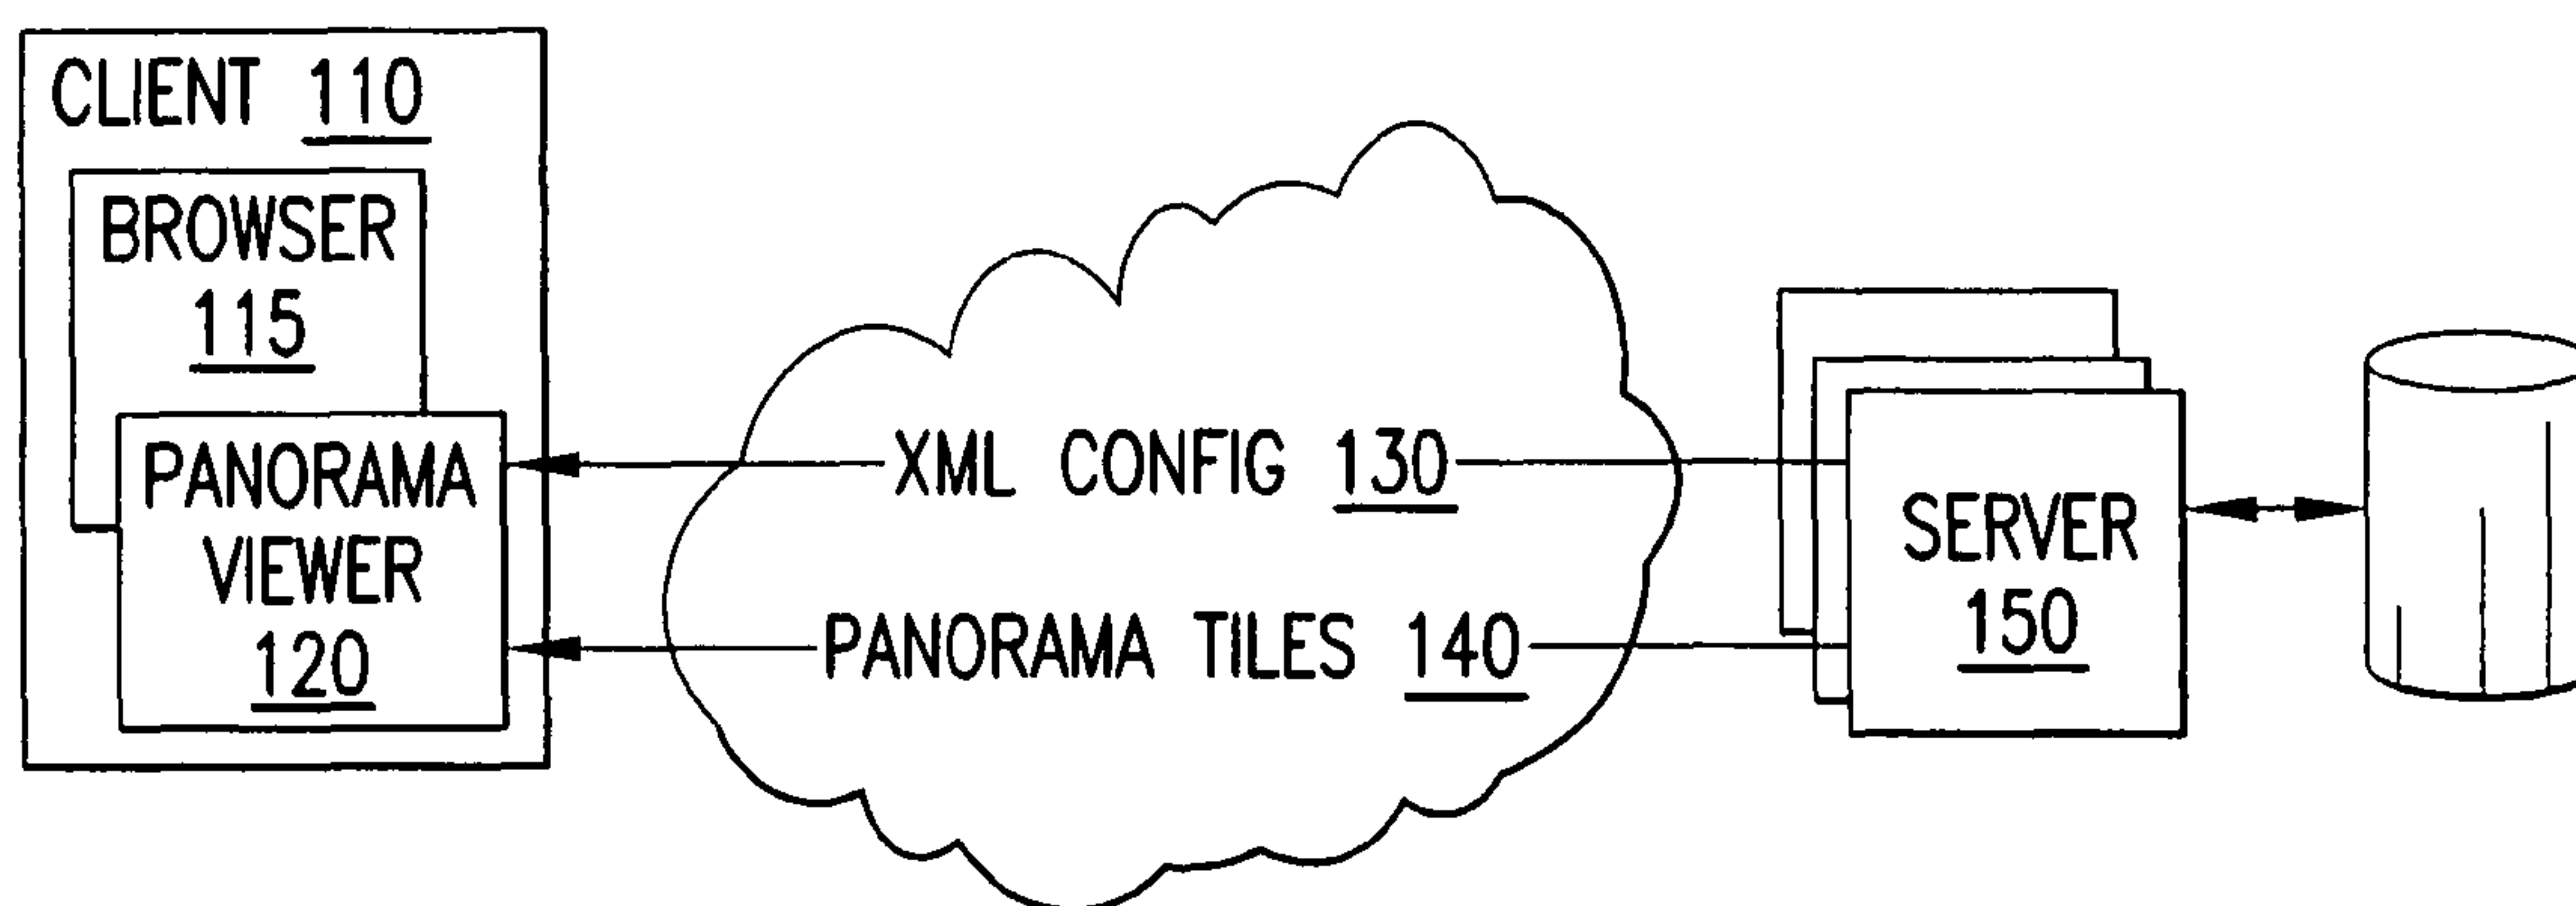 CLIENT 110
BROWSER
115
PANORAMA
VIEWER
120
XML CONFIG 130
PANORAMA TILES 140
SERVER
150